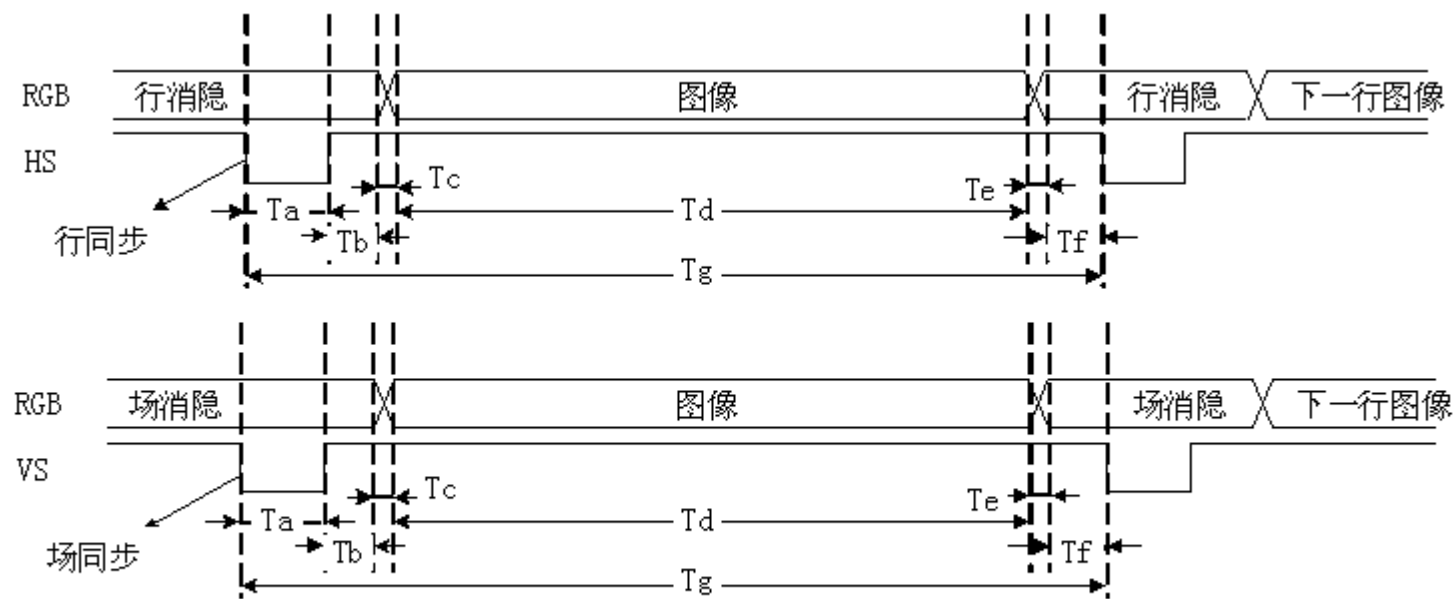 RGB 行消隐 图像 行消隐 下一行图像
HS
Tc Te
Ta Td
行同步 Tb Tf
Tg
RGB 场消隐 图像 场消隐 下一行图像
VS
Tc Te
Ta Td
场同步 Tb Tf
Tg